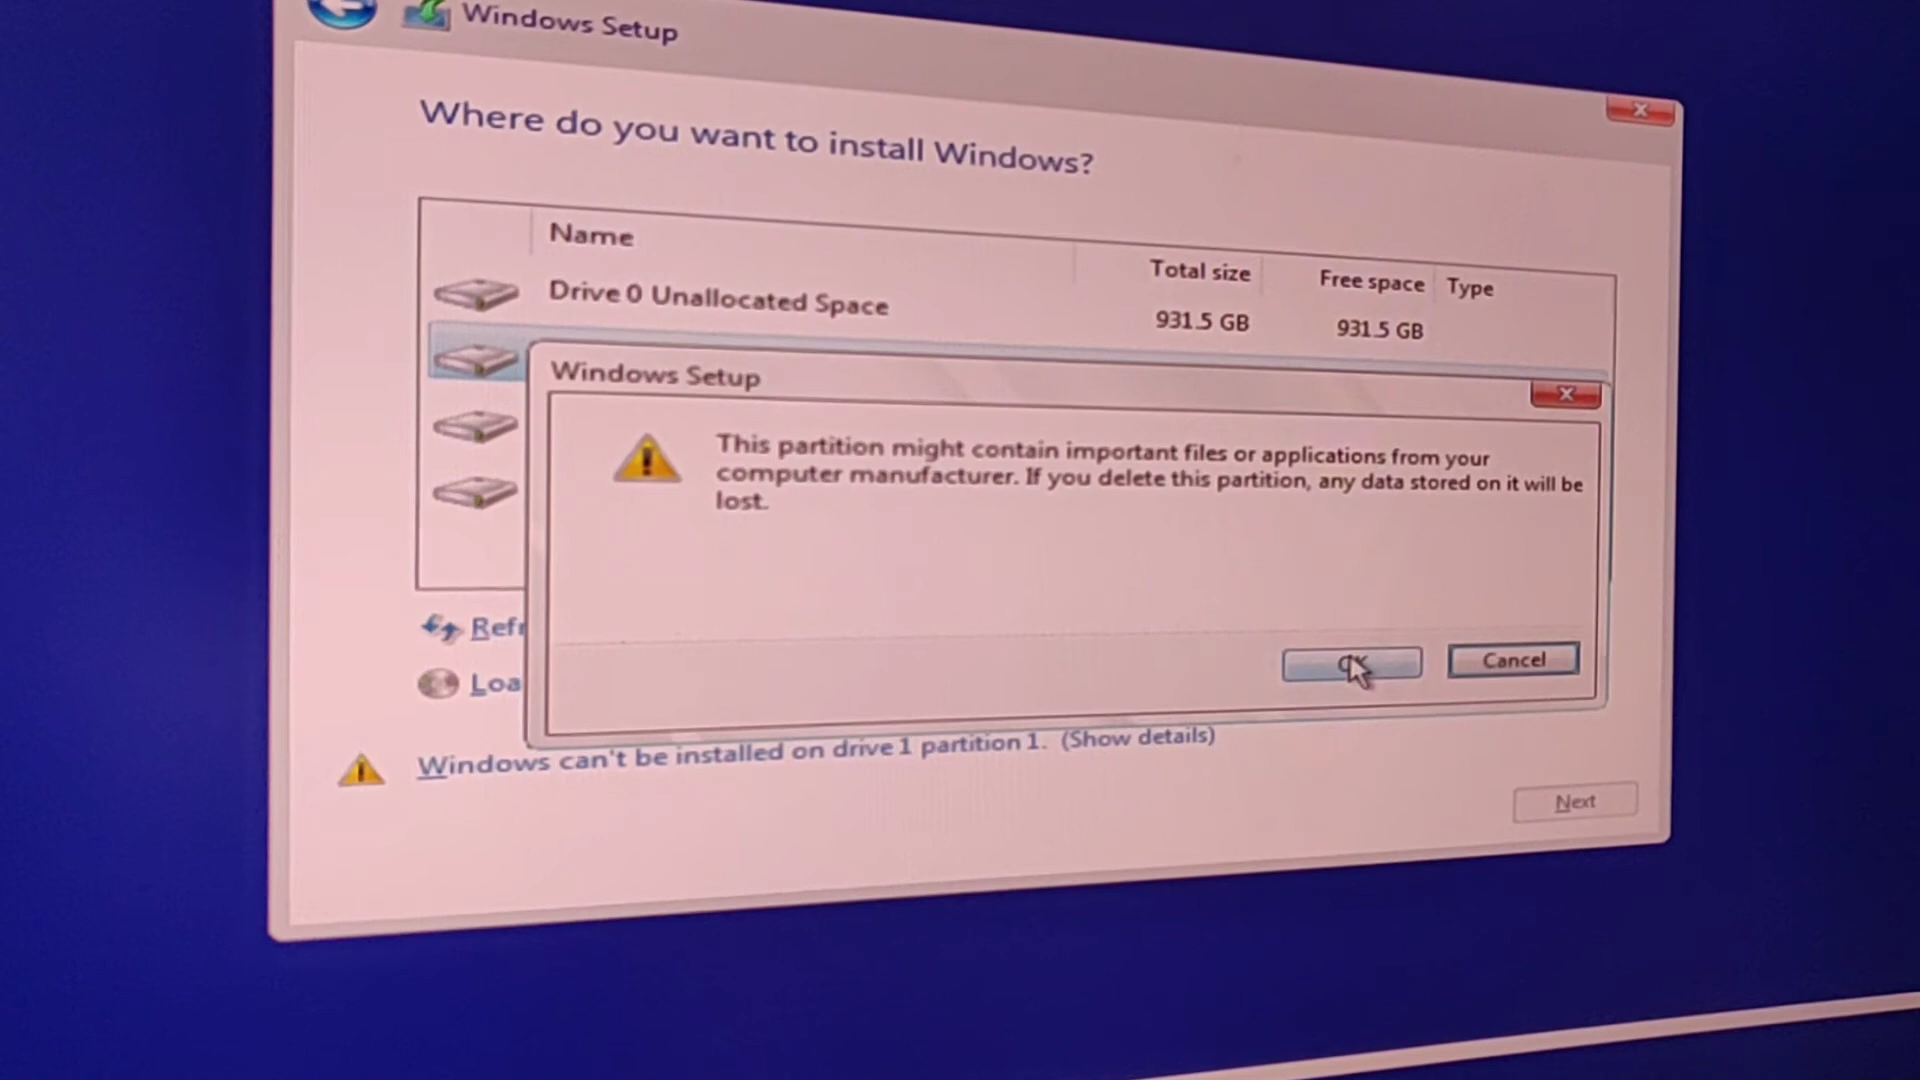 Windows Setup
Where do you want to install Windows?
Name Total size Free space Type
Drive 0 Unallocated Space 931.5 GB 931.5 GB
Windows Setup
This partition might contain important files or applications from your
computer manufacturer. If you delete this partition, any data stored on it will be
lost.
Cancel
Refr
Loa
Windows can't be installed on drive 1 partition 1. (Show details)
Next